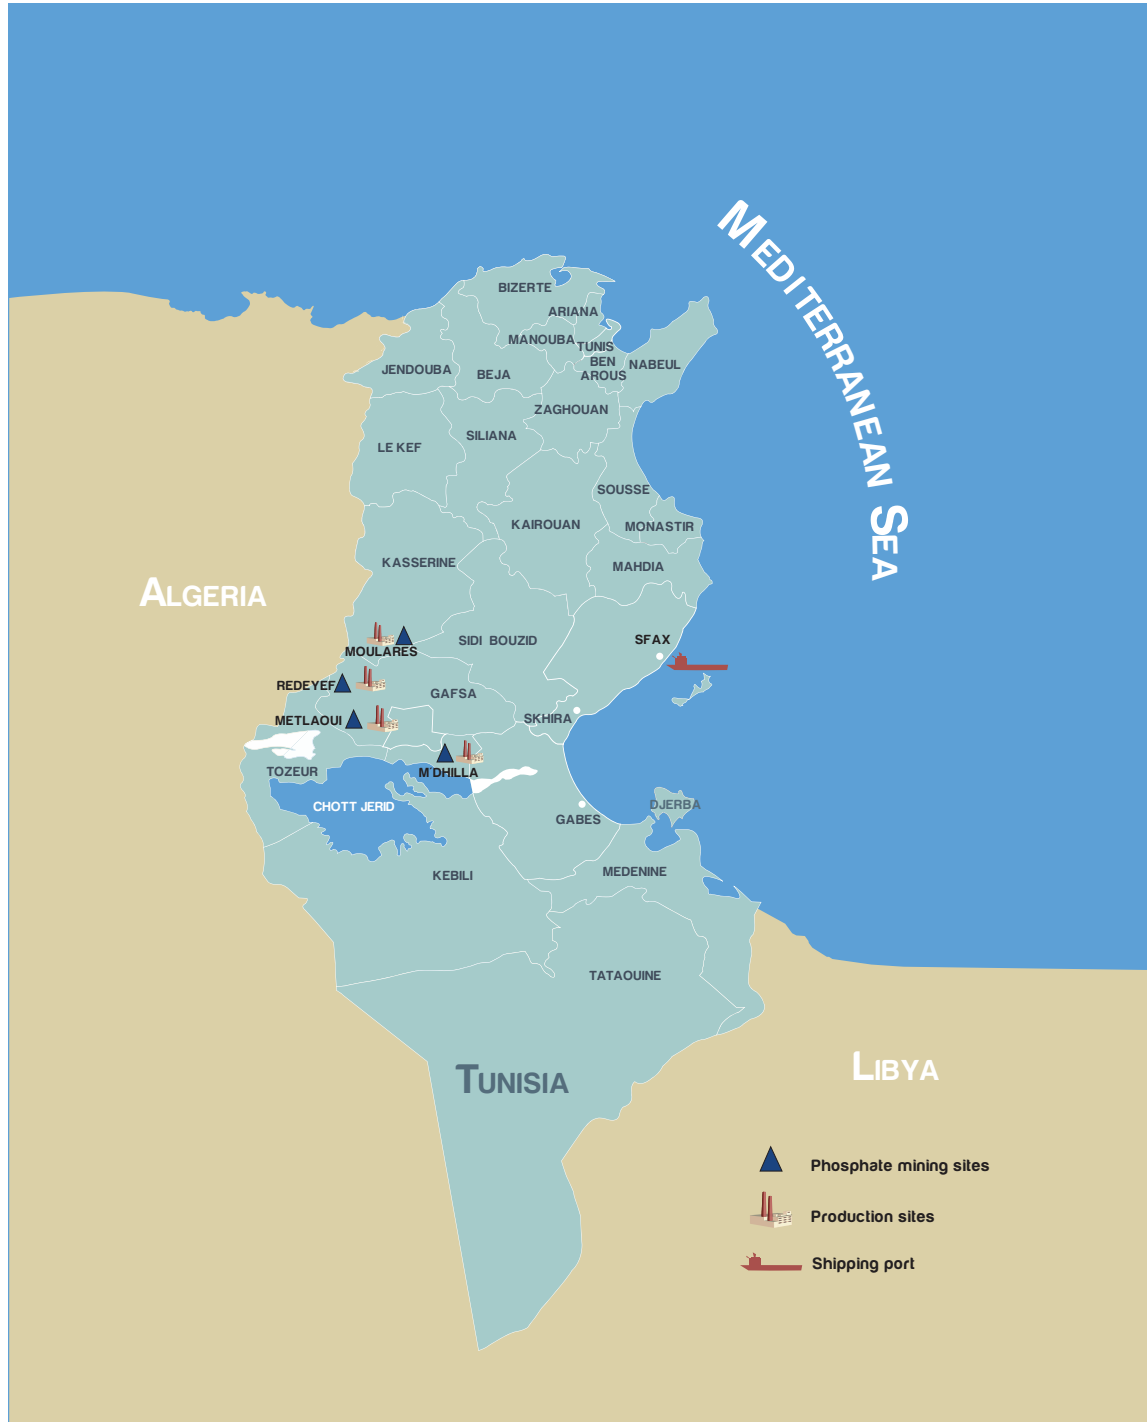 MEDITERRANEAN SEA
BIZERTE
ARIANA
MANOUBA
TUNIS
BEN
AROUS
NABEUL
JENDOUBA
BEJA
ZAGHOUAN
LE KEF
SILIANA
SOUSSE
KAIROUAN
MONASTIR
KASSERINE
MAHDIA
ALGERIA
SIDI BOUZID
SFAX
MOULARES
REDEYEF
GAFSA
METLAOUI
SKHIRA
TOZEUR
M'DHILLA
CHOTT JERID
DJERBA
GABES
KEBILI
MEDENINE
TATAOUINE
TUNISIA
LIBYA
Phosphate mining sites
Production sites
Shipping port